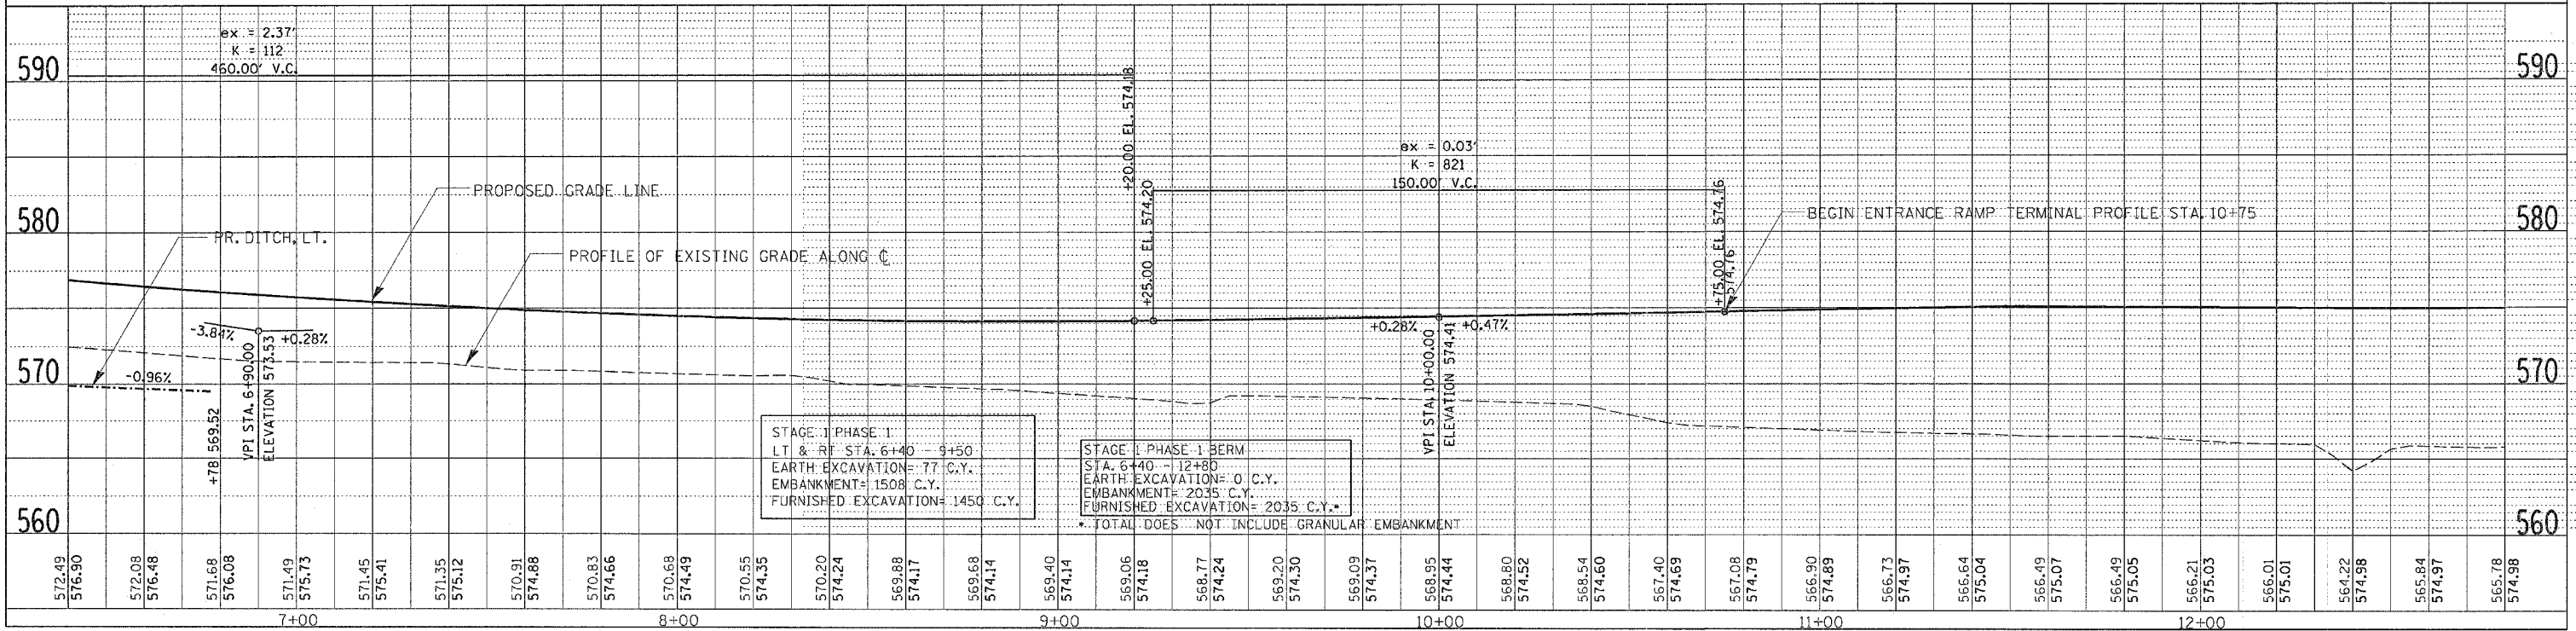 ex = 2.37'
K = 112
460.00' V.C.
590
590
+20.00 EL. 574.18
ex = 0.03'
K = 821
150.00' V.C.
PROPOSED GRADE LINE
+25.00 EL. 574.20
+75.00 EL. 574.76
574.76
BEGIN ENTRANCE RAMP TERMINAL PROFILE STA. 10+75
580
580
PR. DITCH, LT.
PROFILE OF EXISTING GRADE ALONG ℄
-3.84%
+0.28%
+0.28%
+0.47%
570
570
-0.96%
+78 569.52
VPI STA. 6+90.00
ELEVATION 573.53
VPI STA. 10+00.00
ELEVATION 574.41
STAGE 1 PHASE 1
LT & RT STA. 6+40 - 9+50
EARTH EXCAVATION= 77 C.Y.
EMBANKMENT= 1508 C.Y.
FURNISHED EXCAVATION= 1450 C.Y.
STAGE 1 PHASE 1 BERM
STA. 6+40 - 12+80
EARTH EXCAVATION= 0 C.Y.
EMBANKMENT= 2035 C.Y.
FURNISHED EXCAVATION= 2035 C.Y.*
* TOTAL DOES NOT INCLUDE GRANULAR EMBANKMENT
560
560
572.49 576.90
572.08 576.48
571.68 576.08
571.49 575.73
571.45 575.41
571.35 575.12
570.91 574.88
570.83 574.66
570.68 574.49
570.55 574.35
570.20 574.24
569.88 574.17
569.68 574.14
569.40 574.14
569.06 574.18
568.77 574.24
569.20 574.30
569.09 574.37
568.95 574.44
568.80 574.52
568.54 574.60
567.40 574.69
567.08 574.79
566.90 574.89
566.73 574.97
566.64 575.04
566.49 575.07
566.49 575.05
566.21 575.03
566.01 575.01
564.22 574.98
565.84 574.97
565.78 574.98
7+00
8+00
9+00
10+00
11+00
12+00